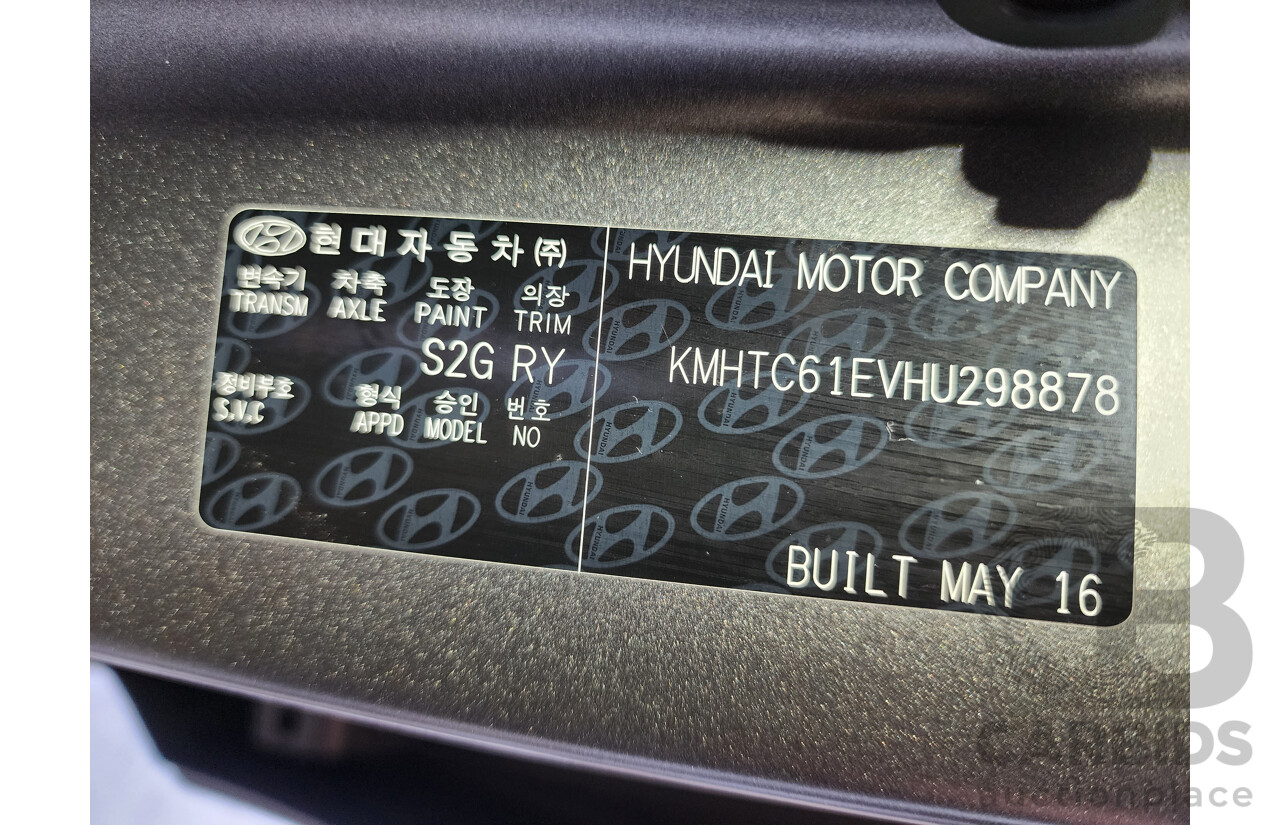 현대자동차(주)
변속기 차축 도장 의장
TRANSM AXLE PAINT TRIM
S2G RY
정비부호 형식 승인 번호
S.V.C APPD MODEL NO
HYUNDAI MOTOR COMPANY
KMHTC61EVHU298878
BUILT MAY 16
CARBIDS
auctionplace